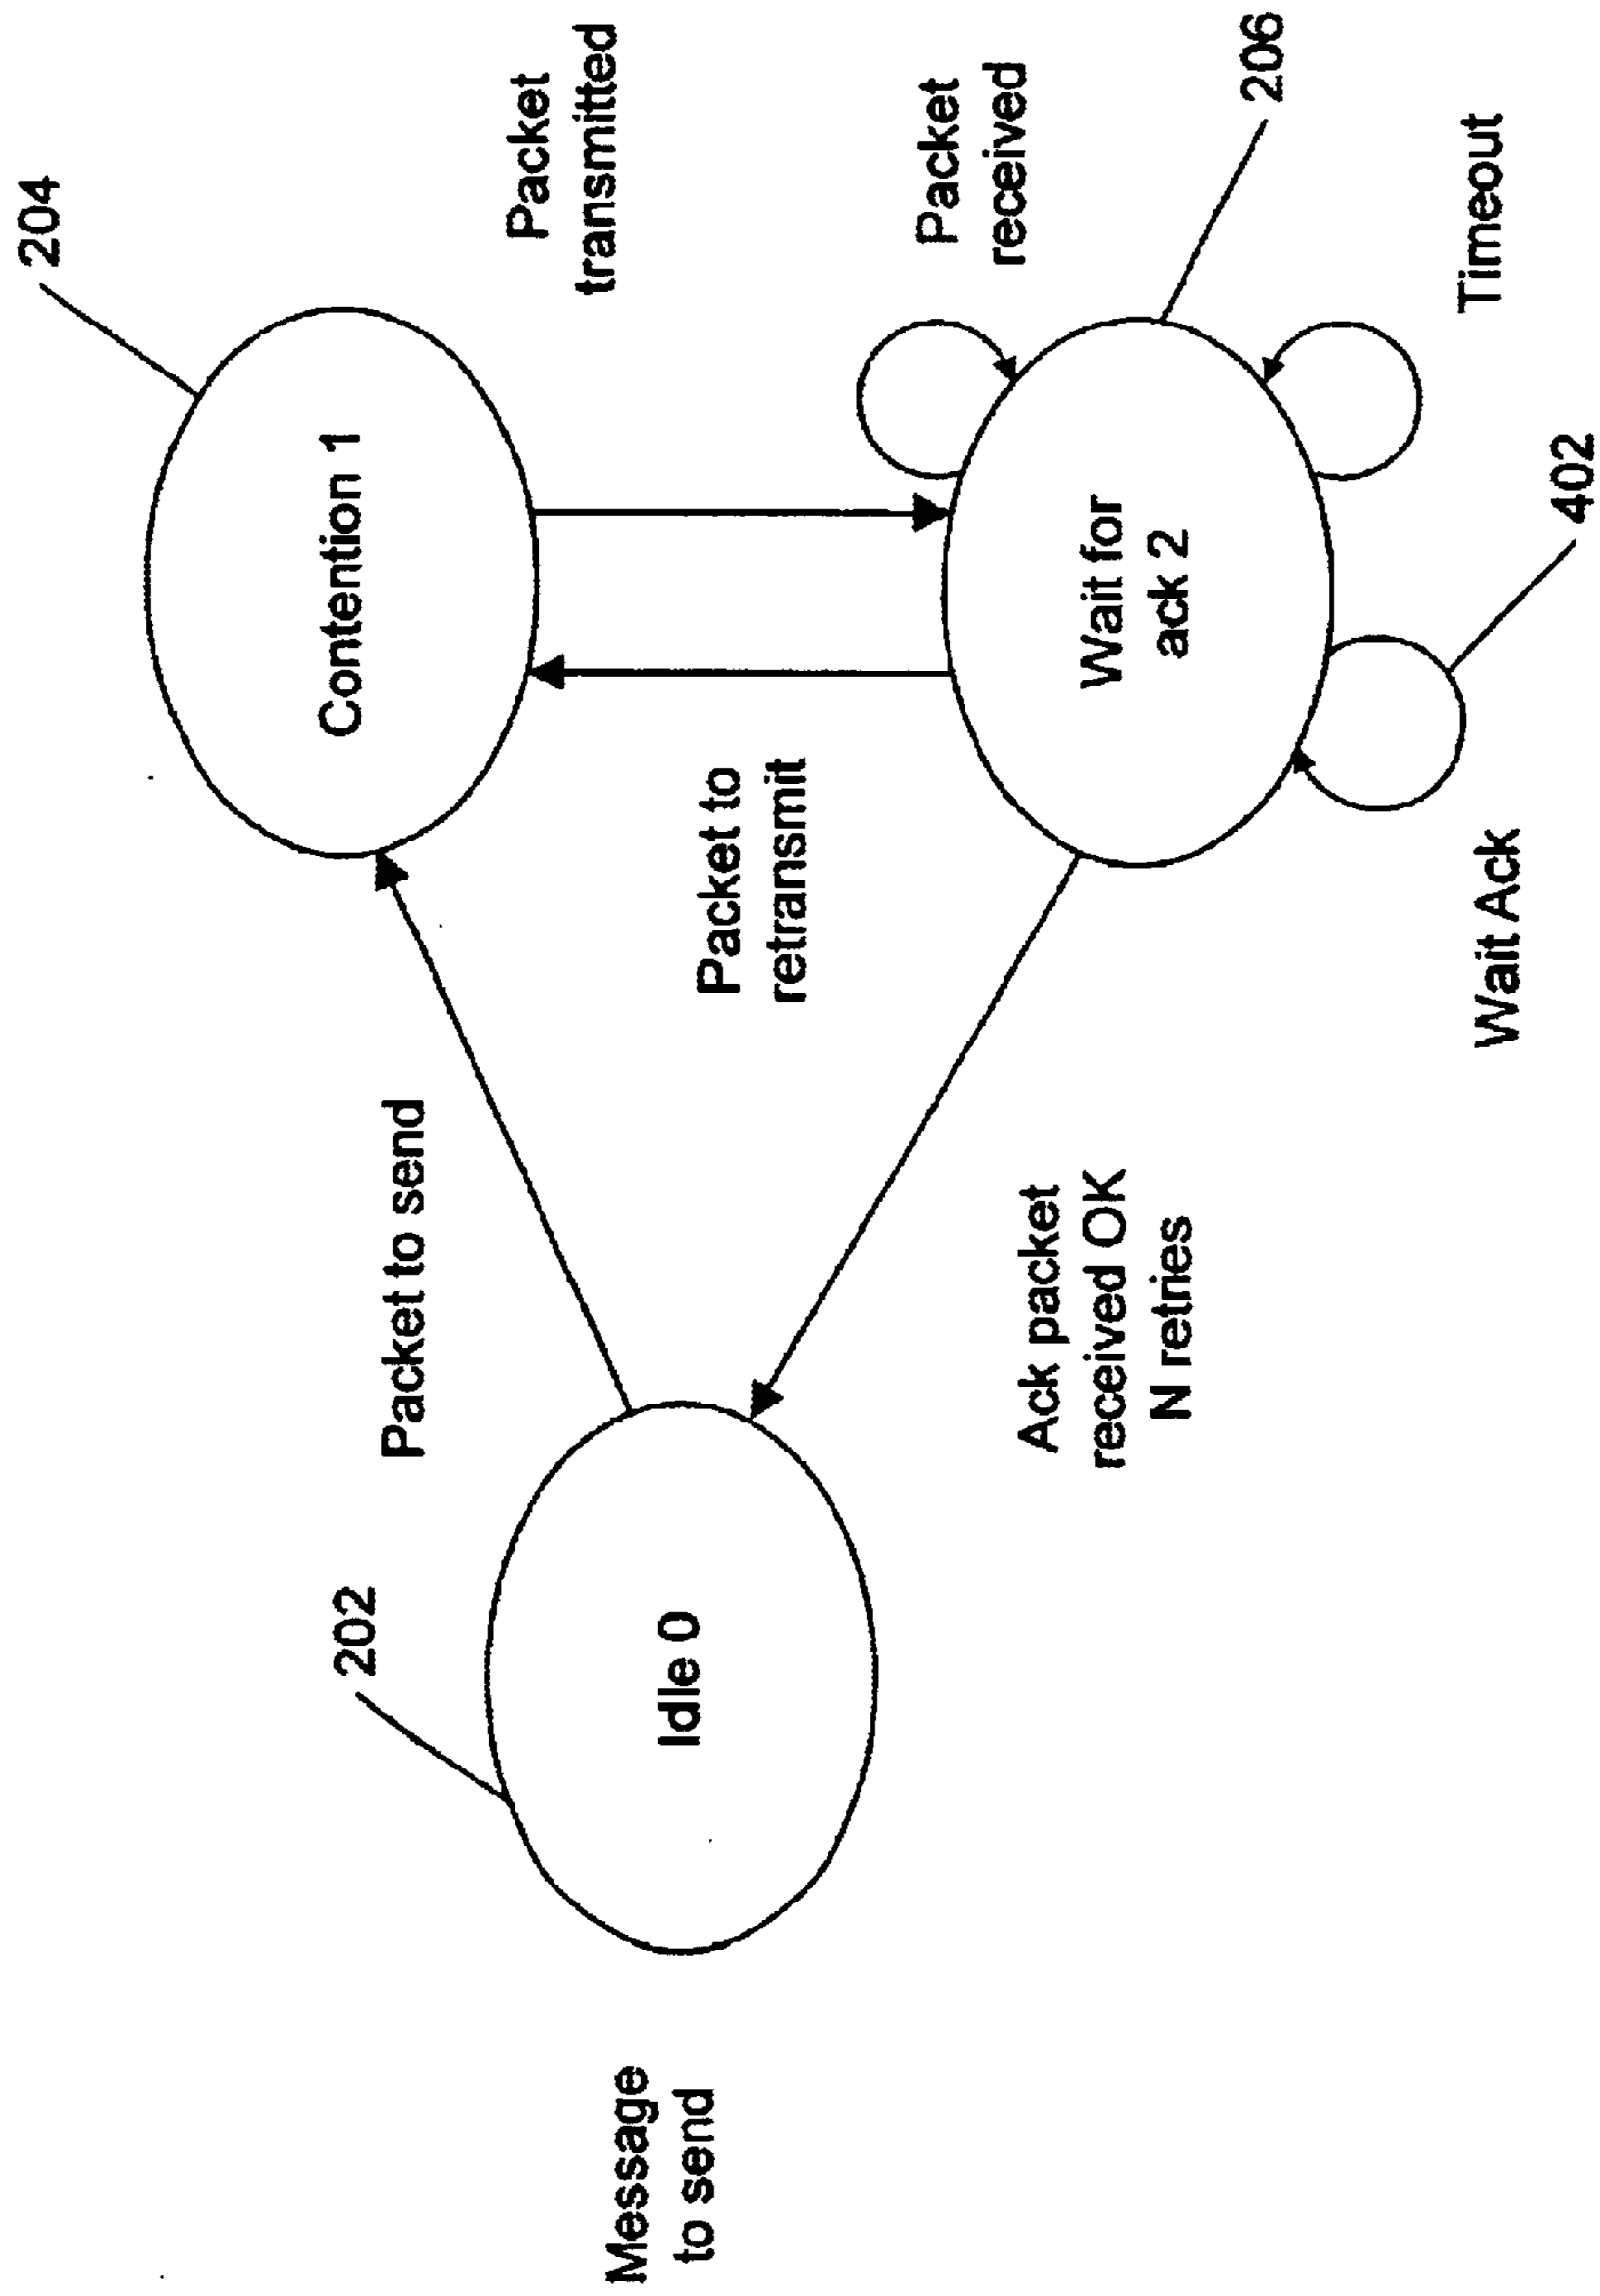 204
Contention 1
Packet
transmitted
202
Packet to send
Message
to send
Idle 0
Packet to
retransmit
Packet
received
Wait for
ack 2
206
Ack packet
received OK
N retries
Timeout
Wait Ack
402